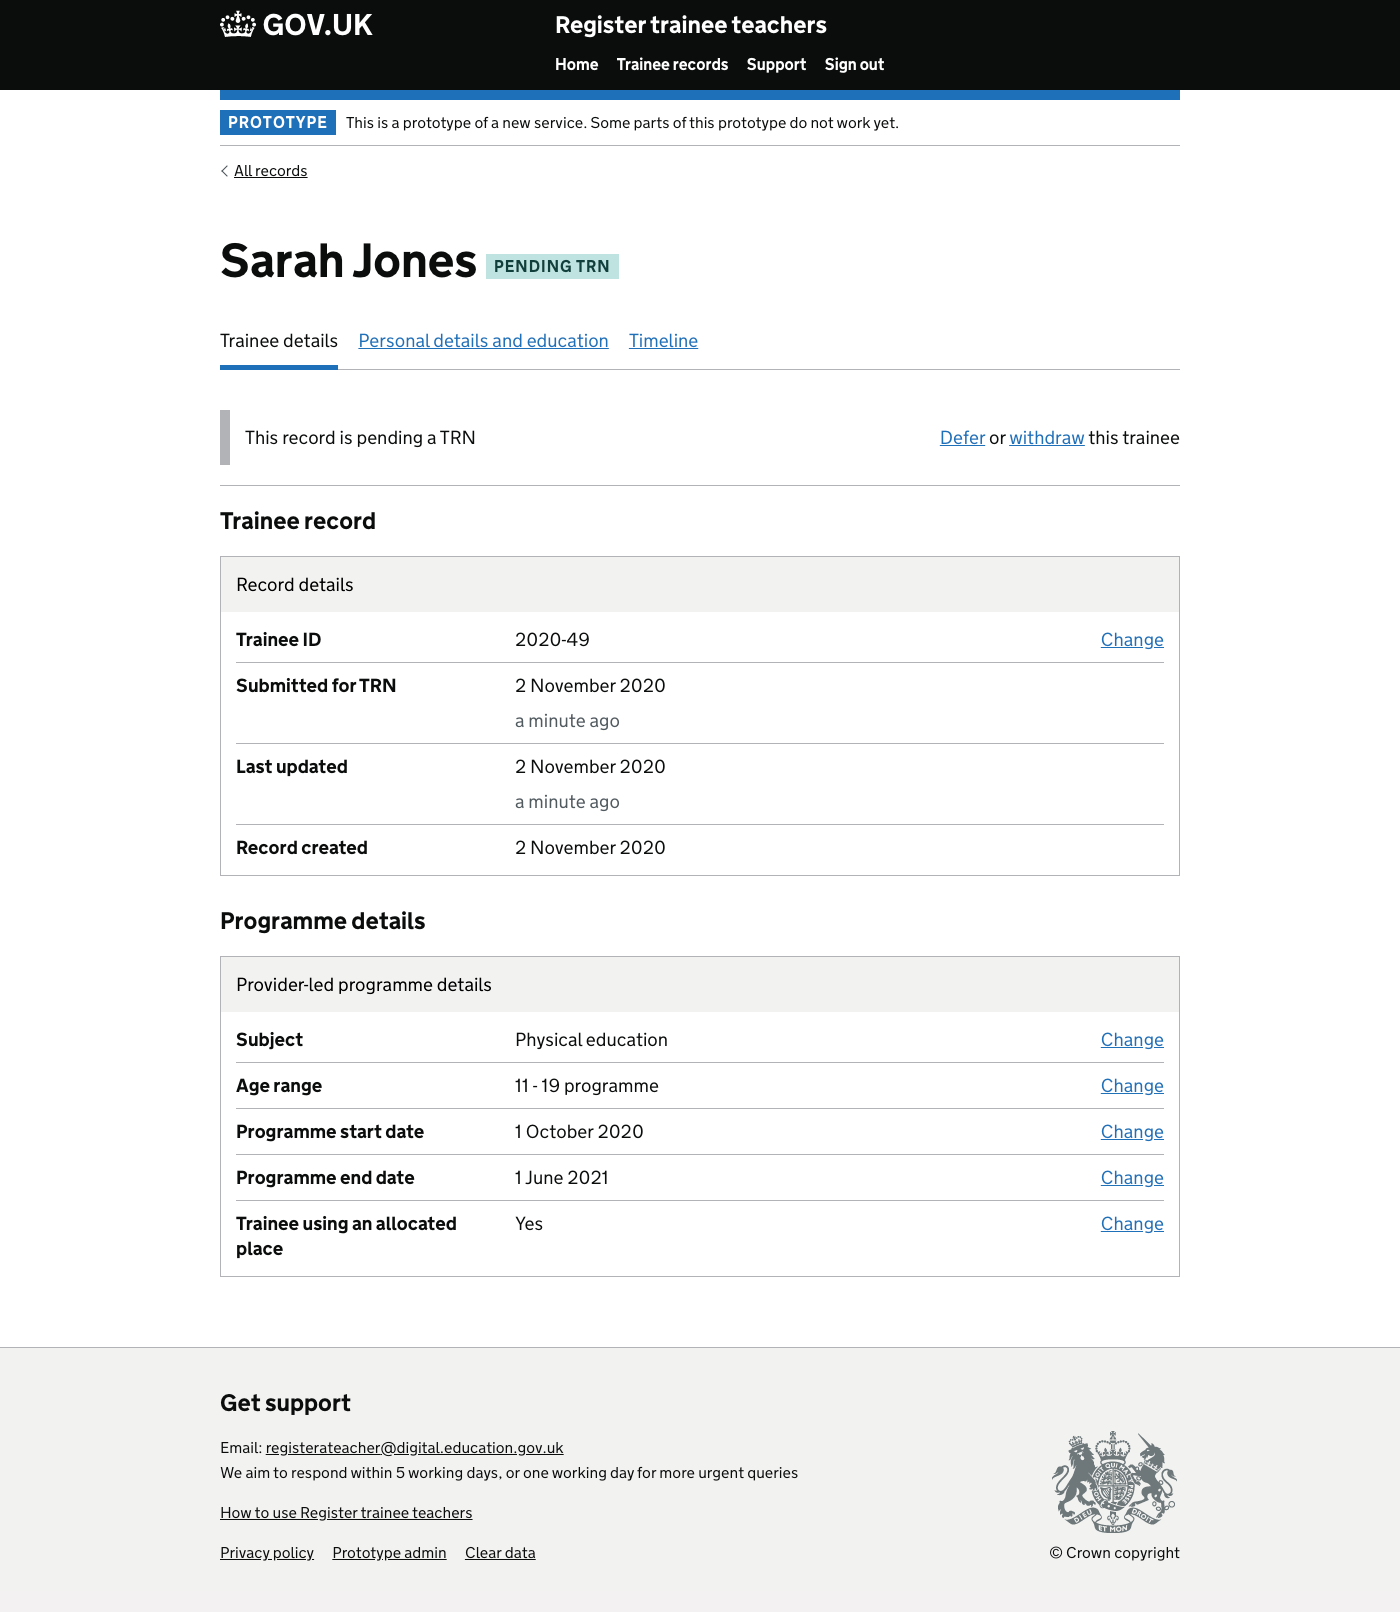 GOV.UK
Register trainee teachers
Home Trainee records Support Sign out
PROTOTYPE This is a prototype of a new service. Some parts of this prototype do not work yet.
All records
Sarah Jones PENDING TRN
Trainee details Personal details and education Timeline
This record is pending a TRN Defer or withdraw this trainee
Trainee record
Record details
Trainee ID 2020-49 Change
Submitted for TRN 2 November 2020
a minute ago
Last updated 2 November 2020
a minute ago
Record created 2 November 2020
Programme details
Provider-led programme details
Subject Physical education Change
Age range 11 - 19 programme Change
Programme start date 1 October 2020 Change
Programme end date 1 June 2021 Change
Trainee using an allocated Yes Change
place
Get support
Email: registerateacher@digital.education.gov.uk
We aim to respond within 5 working days, or one working day for more urgent queries
How to use Register trainee teachers
DIEU ET MON DROIT
Privacy policy Prototype admin Clear data © Crown copyright